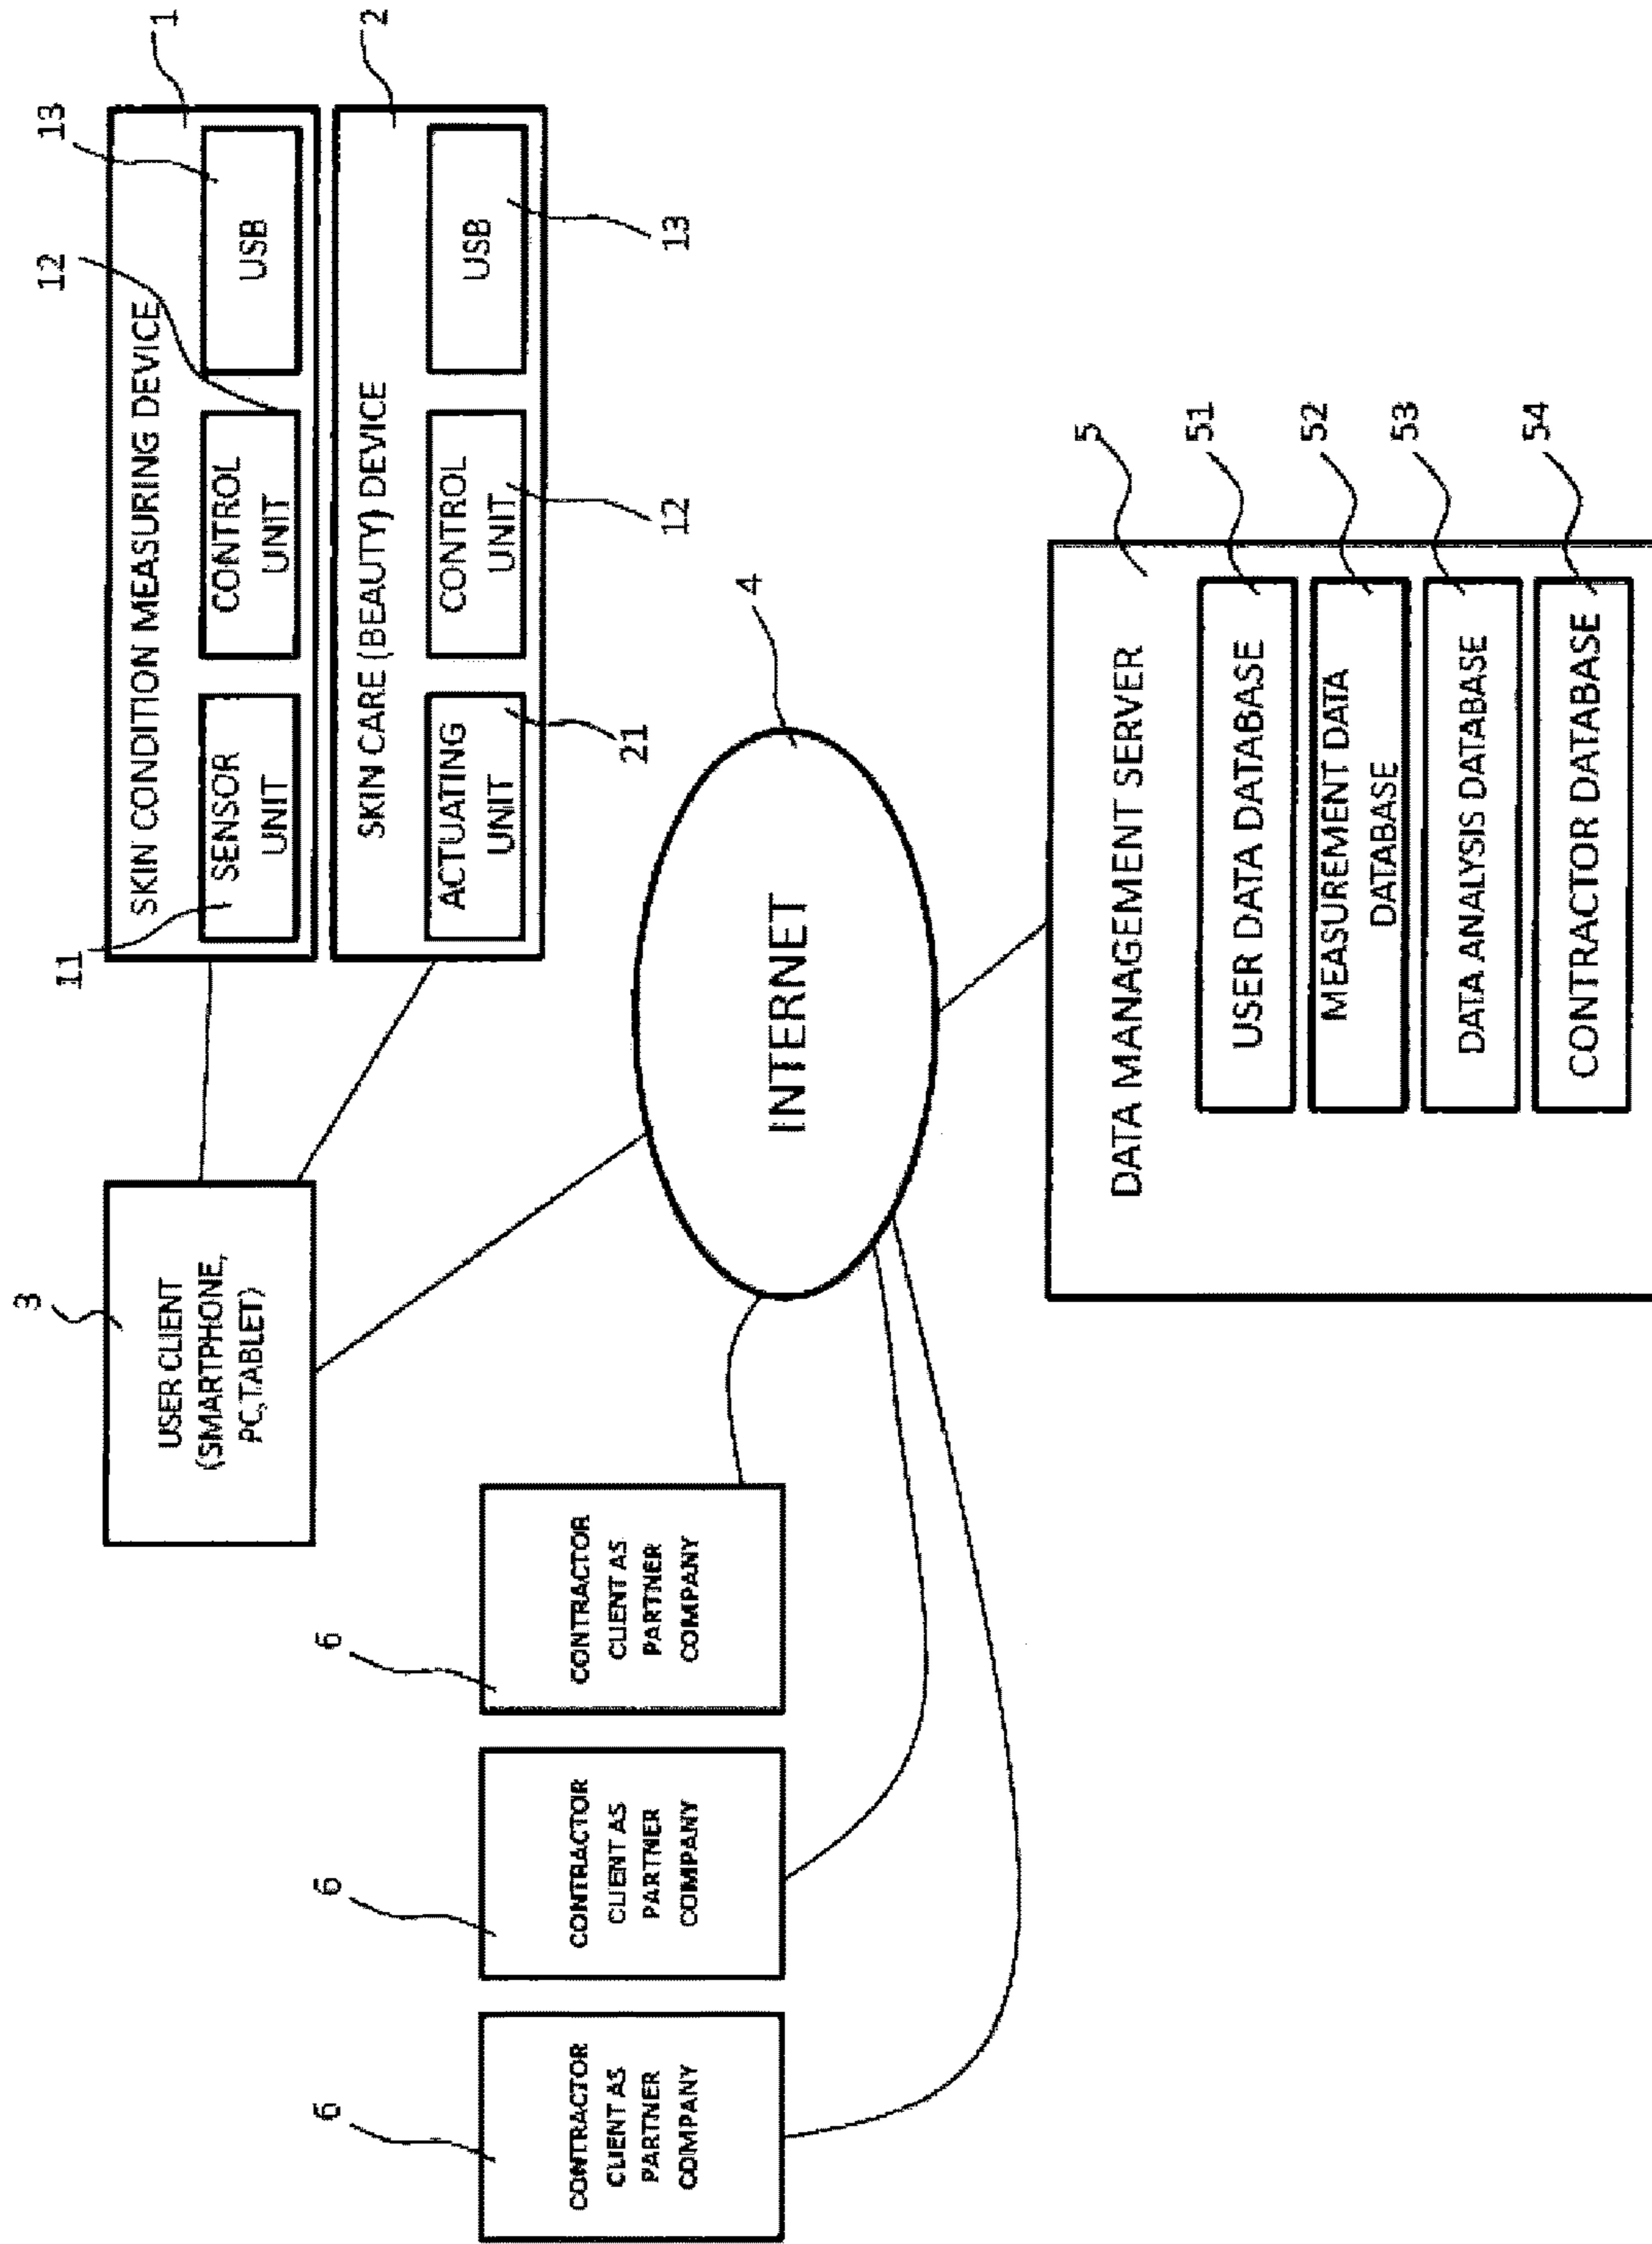 1
13
12
11
SKIN CONDITION MEASURING DEVICE
SENSOR
UNIT
CONTROL
UNIT
USB
2
SKIN CARE (BEAUTY) DEVICE
ACTUATING
UNIT
CONTROL
UNIT
USB
21
12
13
3
USER CLIENT
(SMARTPHONE,
PC,TABLET)
4
INTERNET
6
CONTRACTOR
CLIENT AS
PARTNER
COMPANY
6
CONTRACTOR
CLIENT AS
PARTNER
COMPANY
6
CONTRACTOR
CLIENT AS
PARTNER
COMPANY
5
DATA MANAGEMENT SERVER
51
USER DATA DATABASE
52
MEASUREMENT DATA
DATABASE
53
DATA ANALYSIS DATABASE
54
CONTRACTOR DATABASE